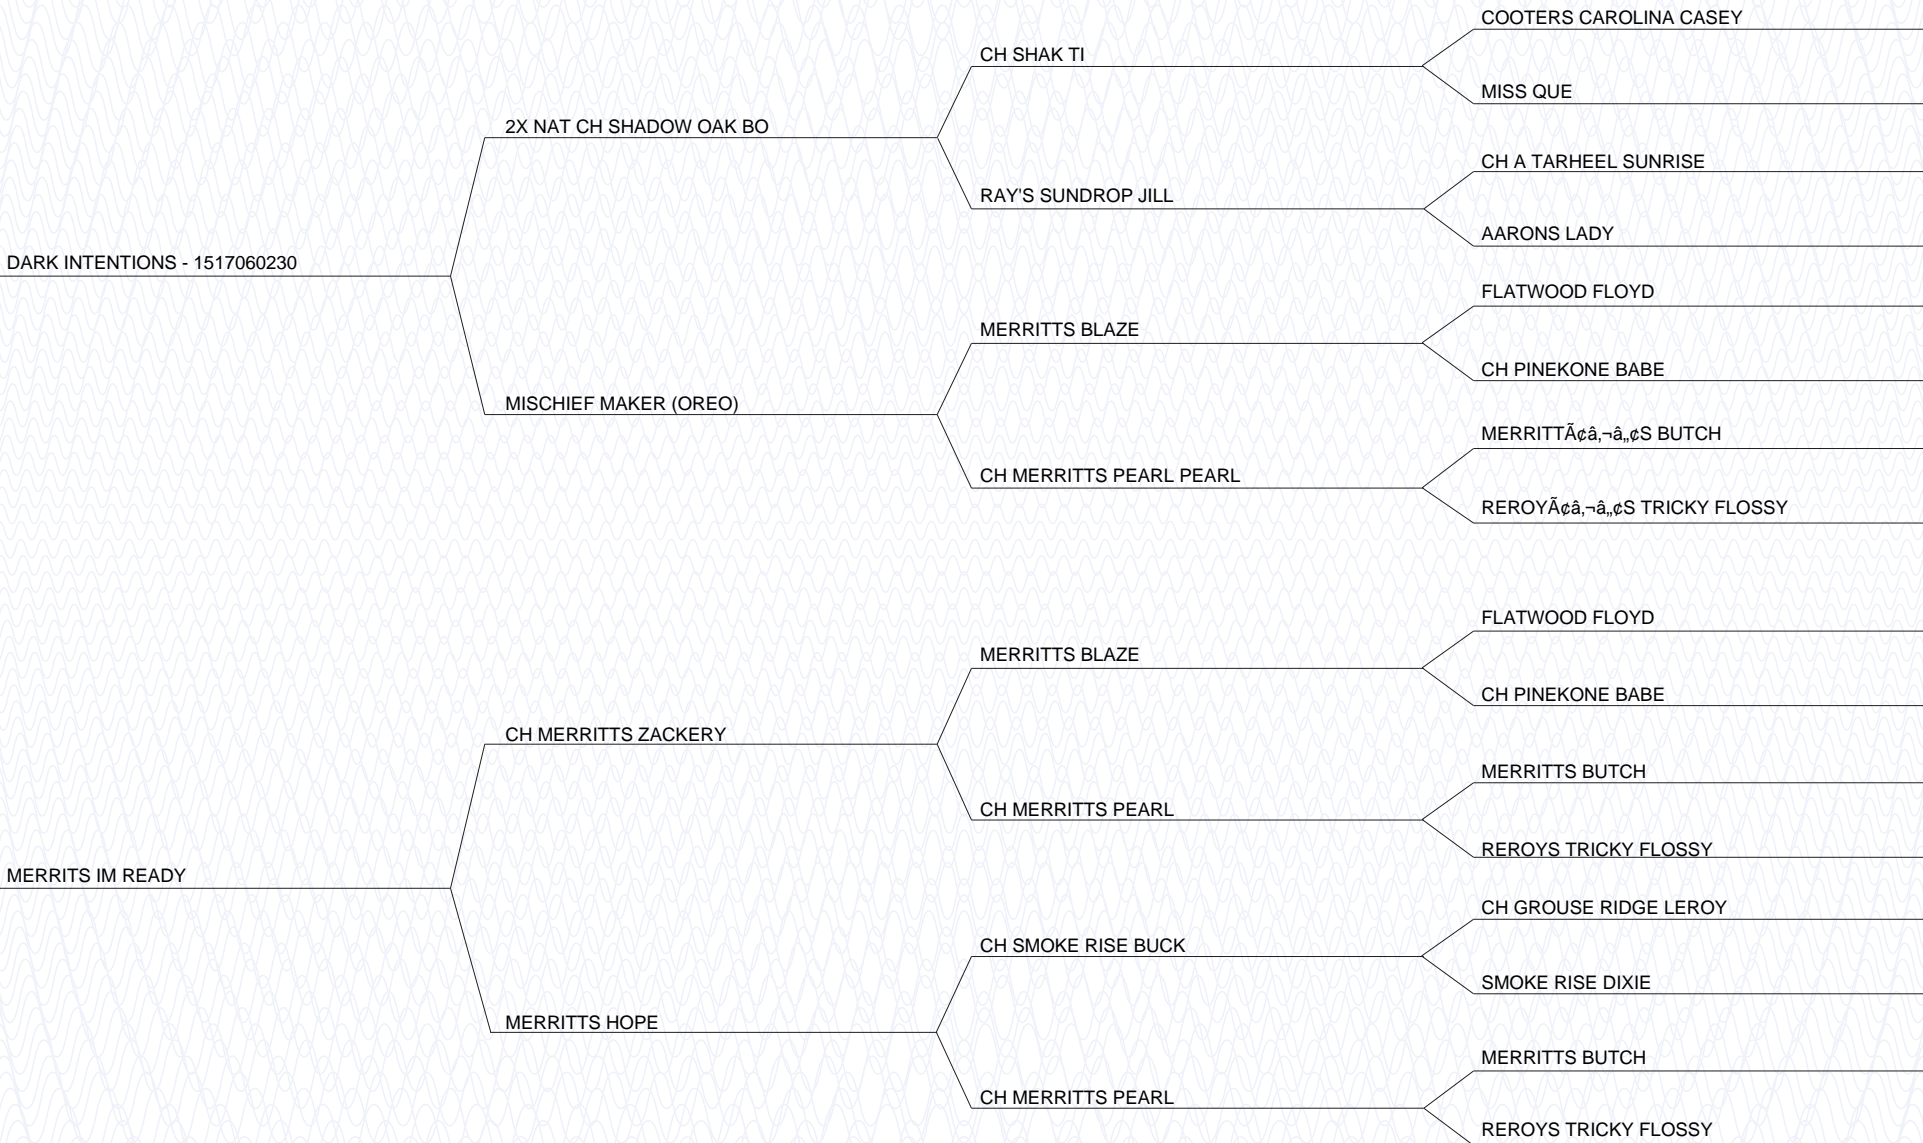 COOTERS CAROLINA CASEY
CH SHAK TI
MISS QUE
2X NAT CH SHADOW OAK BO
CH A TARHEEL SUNRISE
RAY'S SUNDROP JILL
AARONS LADY
DARK INTENTIONS - 1517060230
FLATWOOD FLOYD
MERRITTS BLAZE
CH PINEKONE BABE
MISCHIEF MAKER (OREO)
MERRITTÃ¢â‚¬â„¢S BUTCH
CH MERRITTS PEARL PEARL
REROYÃ¢â‚¬â„¢S TRICKY FLOSSY
FLATWOOD FLOYD
MERRITTS BLAZE
CH PINEKONE BABE
CH MERRITTS ZACKERY
MERRITTS BUTCH
CH MERRITTS PEARL
REROYS TRICKY FLOSSY
MERRITS IM READY
CH GROUSE RIDGE LEROY
CH SMOKE RISE BUCK
SMOKE RISE DIXIE
MERRITTS HOPE
MERRITTS BUTCH
CH MERRITTS PEARL
REROYS TRICKY FLOSSY